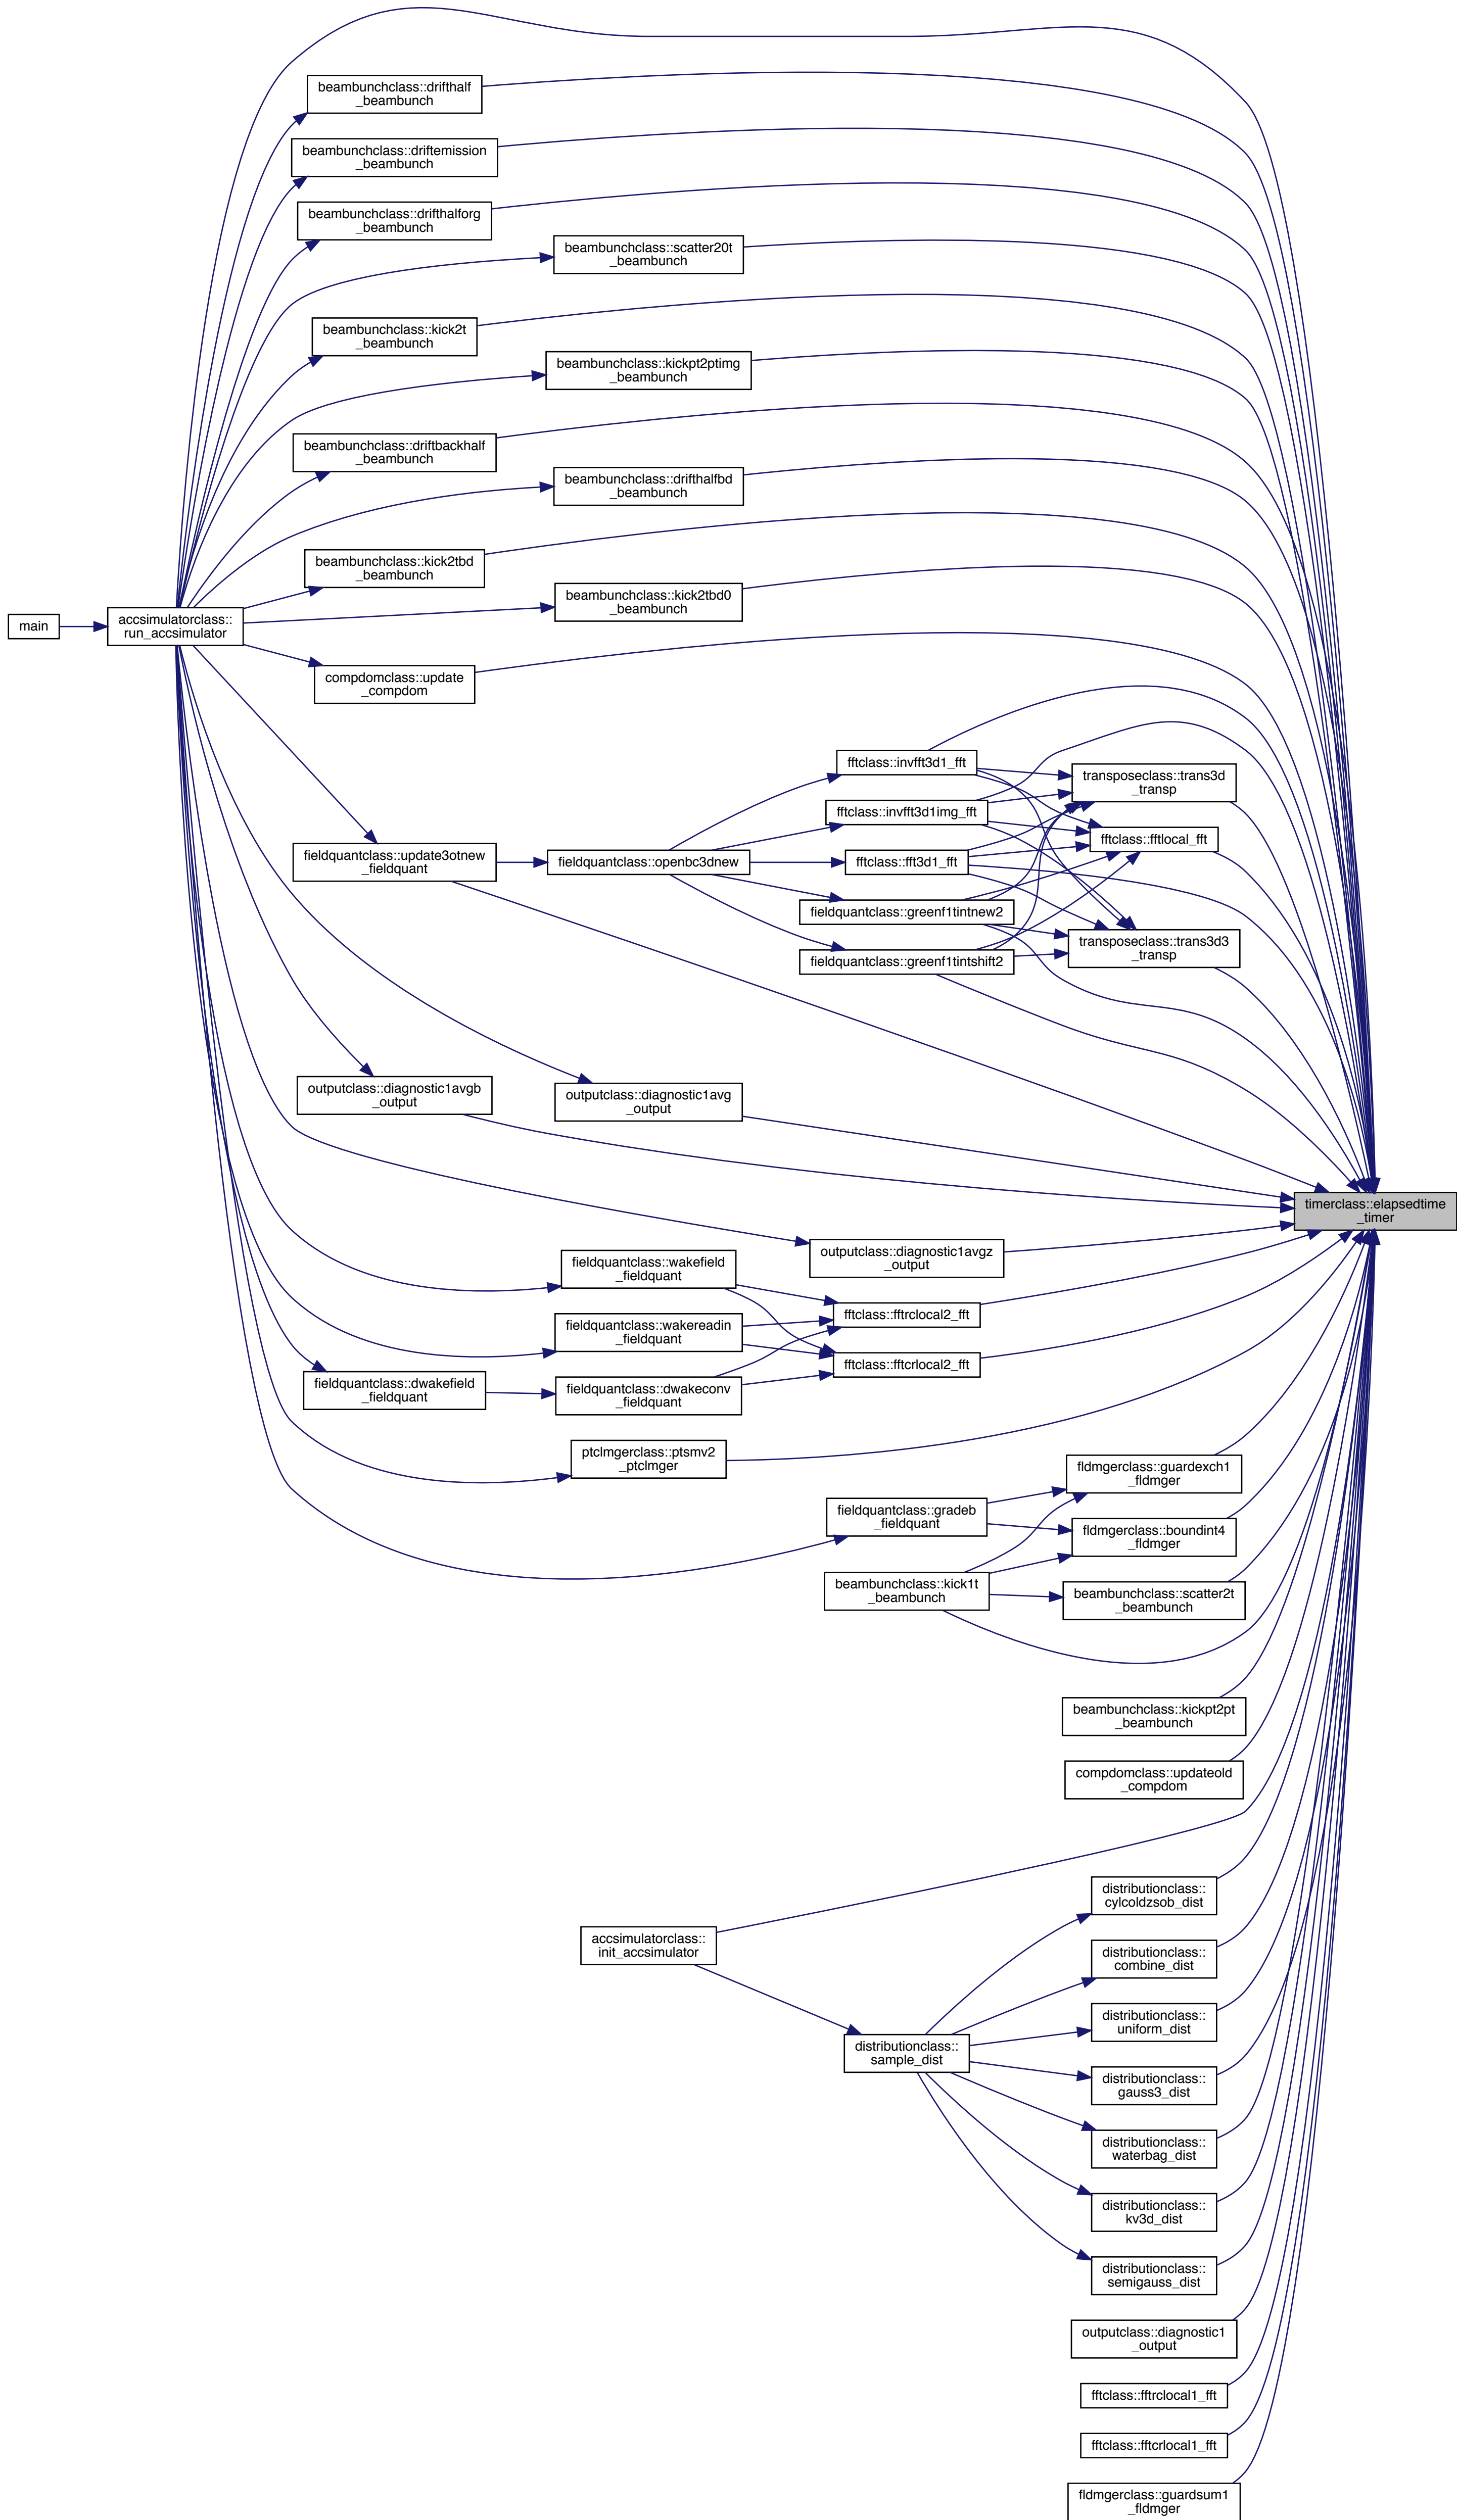 beambunchclass::drifthalf
_beambunch
beambunchclass::driftemission
_beambunch
beambunchclass::drifthalforg
_beambunch
beambunchclass::scatter20t
_beambunch
beambunchclass::kick2t
_beambunch
beambunchclass::kickpt2ptimg
_beambunch
beambunchclass::driftbackhalf
_beambunch
beambunchclass::drifthalfbd
_beambunch
beambunchclass::kick2tbd
_beambunch
beambunchclass::kick2tbd0
_beambunch
main
accsimulatorclass::
run_accsimulator
compdomclass::update
_compdom
fftclass::invfft3d1_fft
transposeclass::trans3d
_transp
fftclass::invfft3d1img_fft
fftclass::fftlocal_fft
fieldquantclass::update3otnew
_fieldquant
fieldquantclass::openbc3dnew
fftclass::fft3d1_fft
fieldquantclass::greenf1tintnew2
transposeclass::trans3d3
_transp
fieldquantclass::greenf1tintshift2
outputclass::diagnostic1avgb
_output
outputclass::diagnostic1avg
_output
timerclass::elapsedtime
_timer
outputclass::diagnostic1avgz
_output
fieldquantclass::wakefield
_fieldquant
fftclass::fftrclocal2_fft
fieldquantclass::wakereadin
_fieldquant
fftclass::fftcrlocal2_fft
fieldquantclass::dwakefield
_fieldquant
fieldquantclass::dwakeconv
_fieldquant
ptclmgerclass::ptsmv2
_ptclmger
fldmgerclass::guardexch1
_fldmger
fieldquantclass::gradeb
_fieldquant
fldmgerclass::boundint4
_fldmger
beambunchclass::kick1t
_beambunch
beambunchclass::scatter2t
_beambunch
beambunchclass::kickpt2pt
_beambunch
compdomclass::updateold
_compdom
distributionclass::
cylcoldzsob_dist
accsimulatorclass::
init_accsimulator
distributionclass::
combine_dist
distributionclass::
uniform_dist
distributionclass::
sample_dist
distributionclass::
gauss3_dist
distributionclass::
waterbag_dist
distributionclass::
kv3d_dist
distributionclass::
semigauss_dist
outputclass::diagnostic1
_output
fftclass::fftrclocal1_fft
fftclass::fftcrlocal1_fft
fldmgerclass::guardsum1
_fldmger